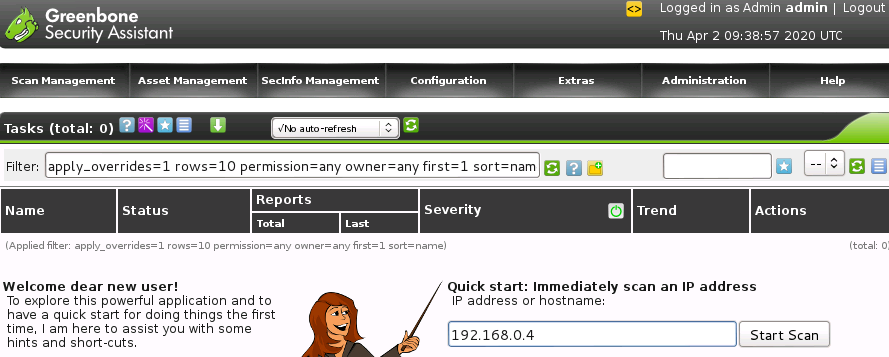 Greenbone
Security Assistant
<> Logged in as Admin admin | Logout
Thu Apr 2 09:38:57 2020 UTC
Scan Management Asset Management SecInfo Management Configuration Extras Administration Help
Tasks (total: 0) ? √No auto-refresh
Filter: apply_overrides=1 rows=10 permission=any owner=any first=1 sort=nam ? --
Name Status Reports Severity Trend Actions
Total Last
(Applied filter: apply_overrides=1 rows=10 permission=any owner=any first=1 sort=name) (total: 0)
Welcome dear new user!
To explore this powerful application and to
have a quick start for doing things the first
time, I am here to assist you with some
hints and short-cuts.
Quick start: Immediately scan an IP address
IP address or hostname:
192.168.0.4 Start Scan